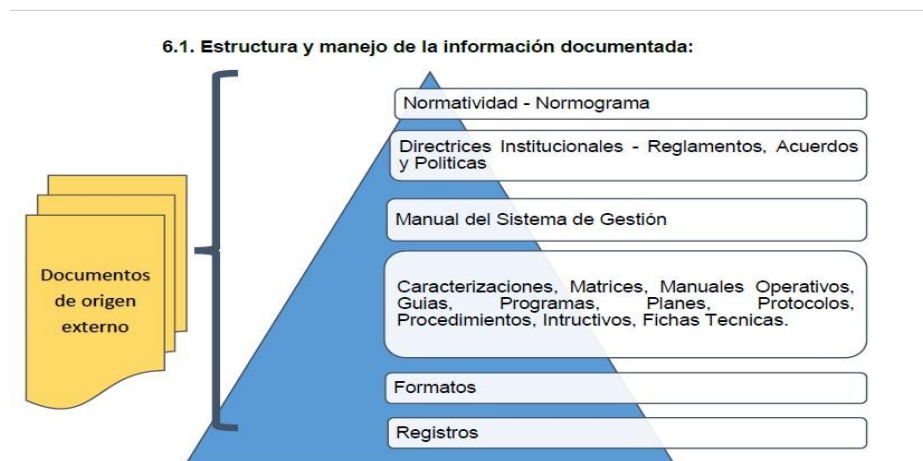 6.1. Estructura y manejo de la información documentada:
Normatividad - Normograma
Directrices Institucionales - Reglamentos, Acuerdos
y Politicas
Manual del Sistema de Gestión
Caracterizaciones, Matrices, Manuales Operativos,
Guias, Programas, Planes, Protocolos,
Procedimientos, Intructivos, Fichas Tecnicas.
Formatos
Registros
Documentos
de origen
externo